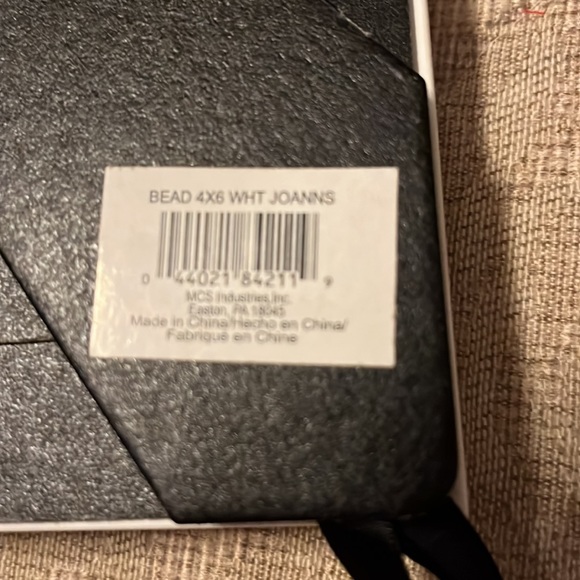 BEAD 4X6 WHT JOANNS
0 44021 84211 9
MCS Industries,Inc.
Easton, PA 18045
Made in China/Hecho en China/
Fabriqué en Chine